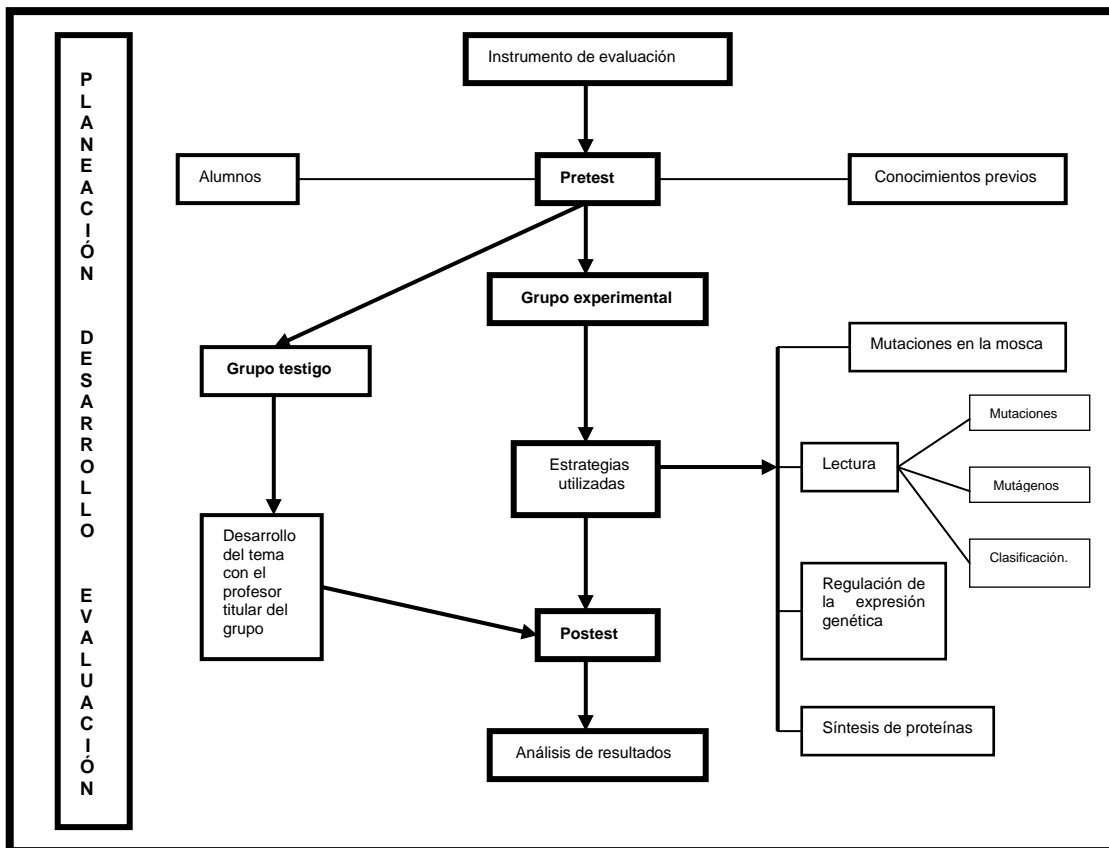 PLANEACIÓN DESARROLLO EVALUACIÓN
Instrumento de evaluación
Alumnos
Pretest
Conocimientos previos
Grupo experimental
Grupo testigo
Mutaciones en la mosca
Mutaciones
Estrategias
utilizadas
Lectura
Mutágenos
Desarrollo
del tema
con el
profesor
titular del
grupo
Clasificación.
Regulación de
la expresión
genética
Postest
Síntesis de proteínas
Análisis de resultados